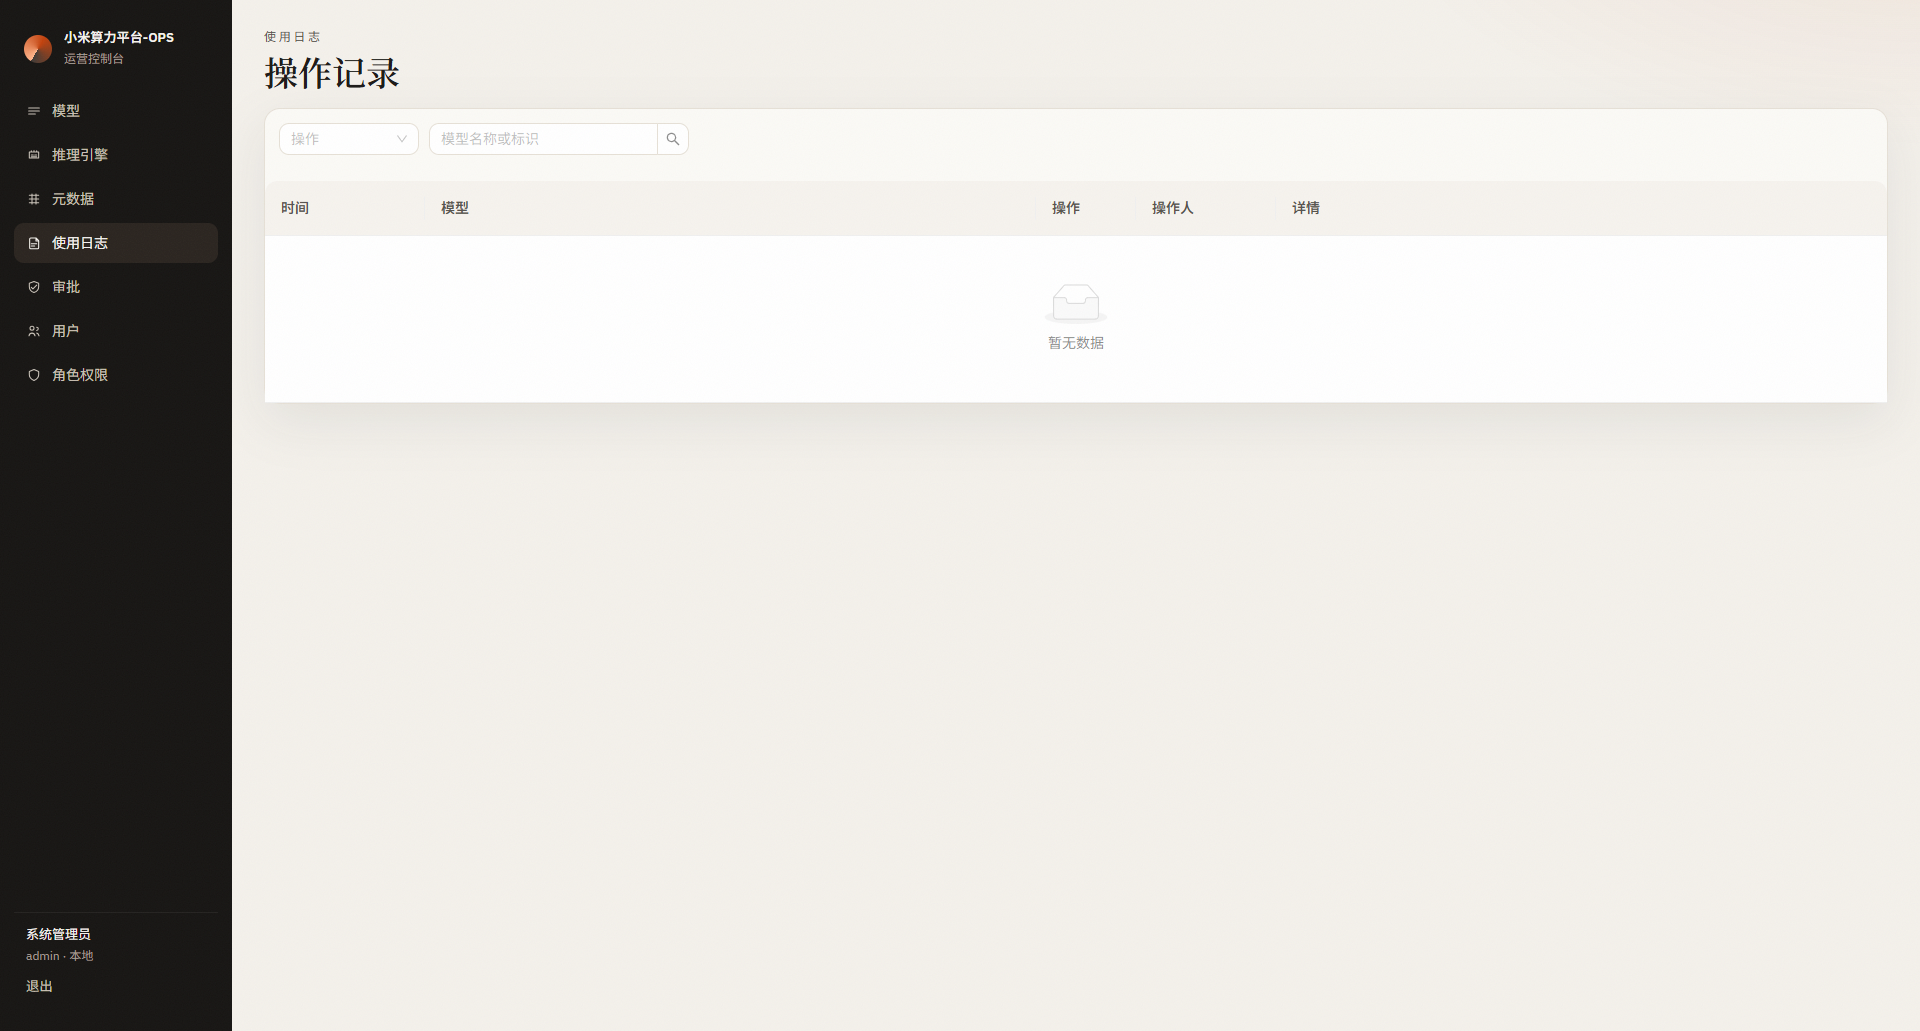 小米算力平台-OPS
运营控制台
模型
推理引擎
元数据
使用日志
审批
用户
角色权限
系统管理员
admin · 本地
退出
使用日志
操作记录
操作
模型名称或标识
时间
模型
操作
操作人
详情
暂无数据